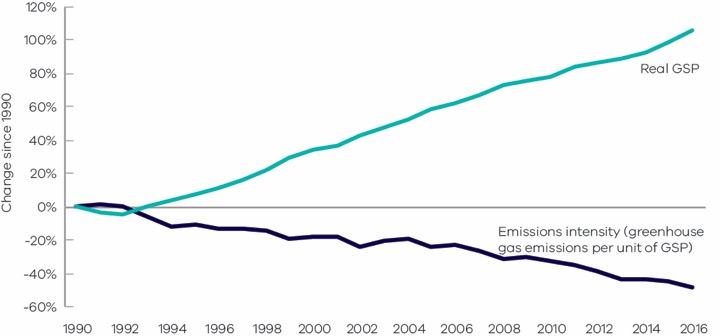 120%
100%
80%
60%
40%
20%
0%
-20%
-40%
-60%
Change since 1990
Real GSP
Emissions intensity (greenhouse
gas emissions per unit of GSP)
1990 1992 1994 1996 1998 2000 2002 2004 2006 2008 2010 2012 2014 2016